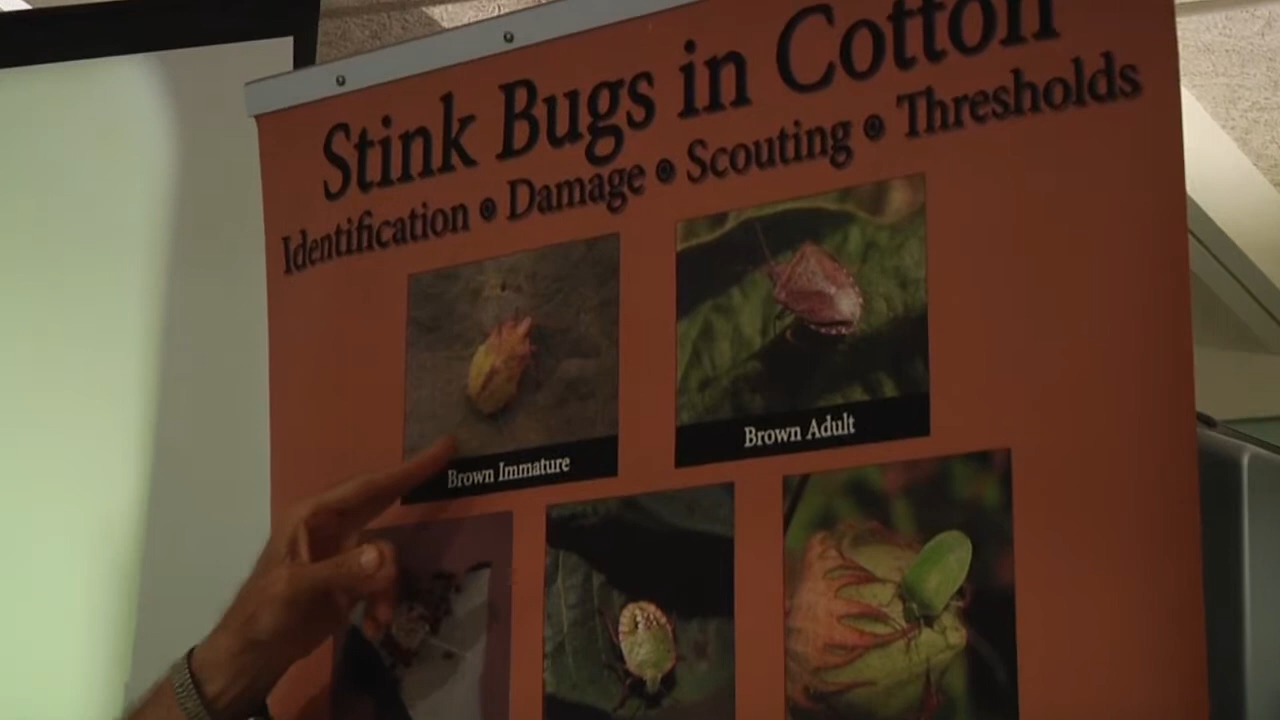 Stink Bugs in Cotton
Identification • Damage • Scouting • Thresholds
Brown Immature
Brown Adult